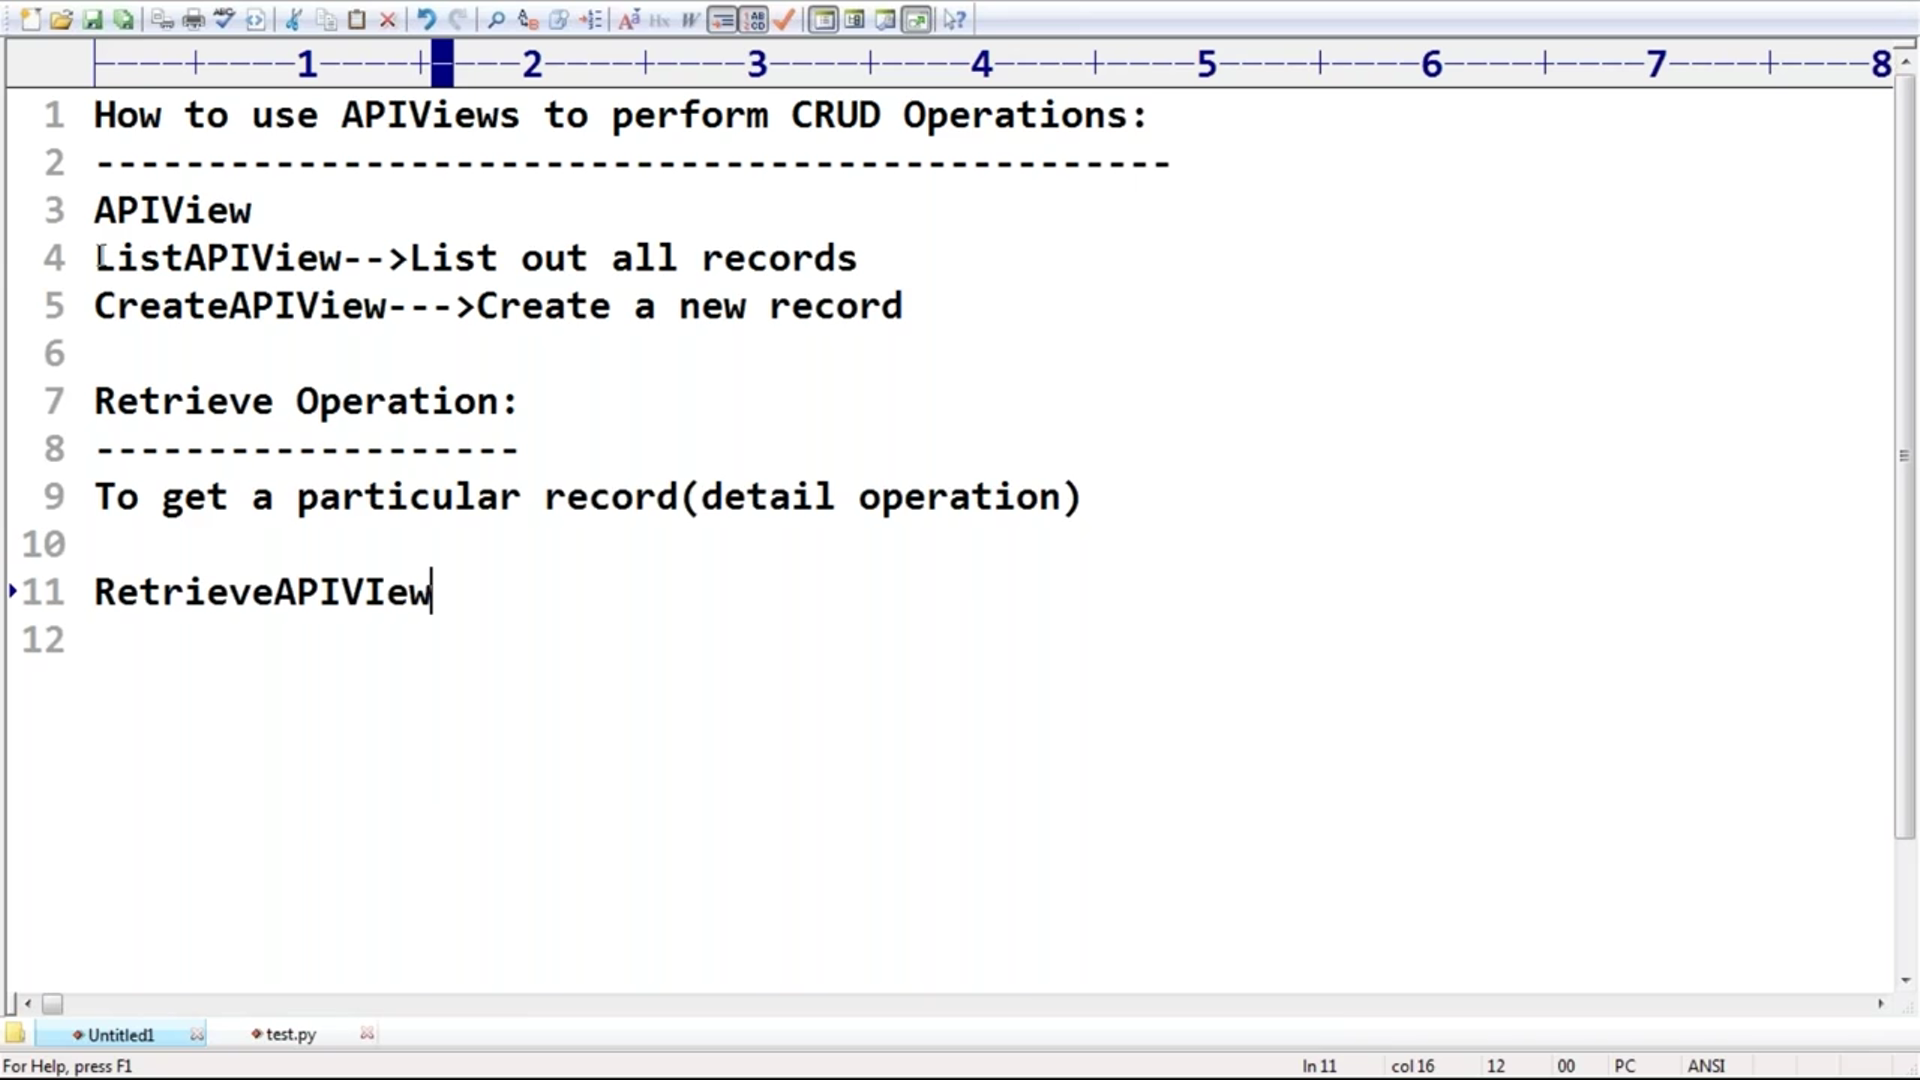 1----+----2----+----3----+----4----+----5----+----6----+----7----+----8
1 How to use APIViews to perform CRUD Operations:
2 ------------------------------------------------
3 APIView
4 ListAPIView-->List out all records
5 CreateAPIView--->Create a new record
6
7 Retrieve Operation:
8 -------------------
9 To get a particular record(detail operation)
10
11 RetrieveAPIVIew
12
Untitled1 test.py
For Help, press F1 ln 11 col 16 12 00 PC ANSI